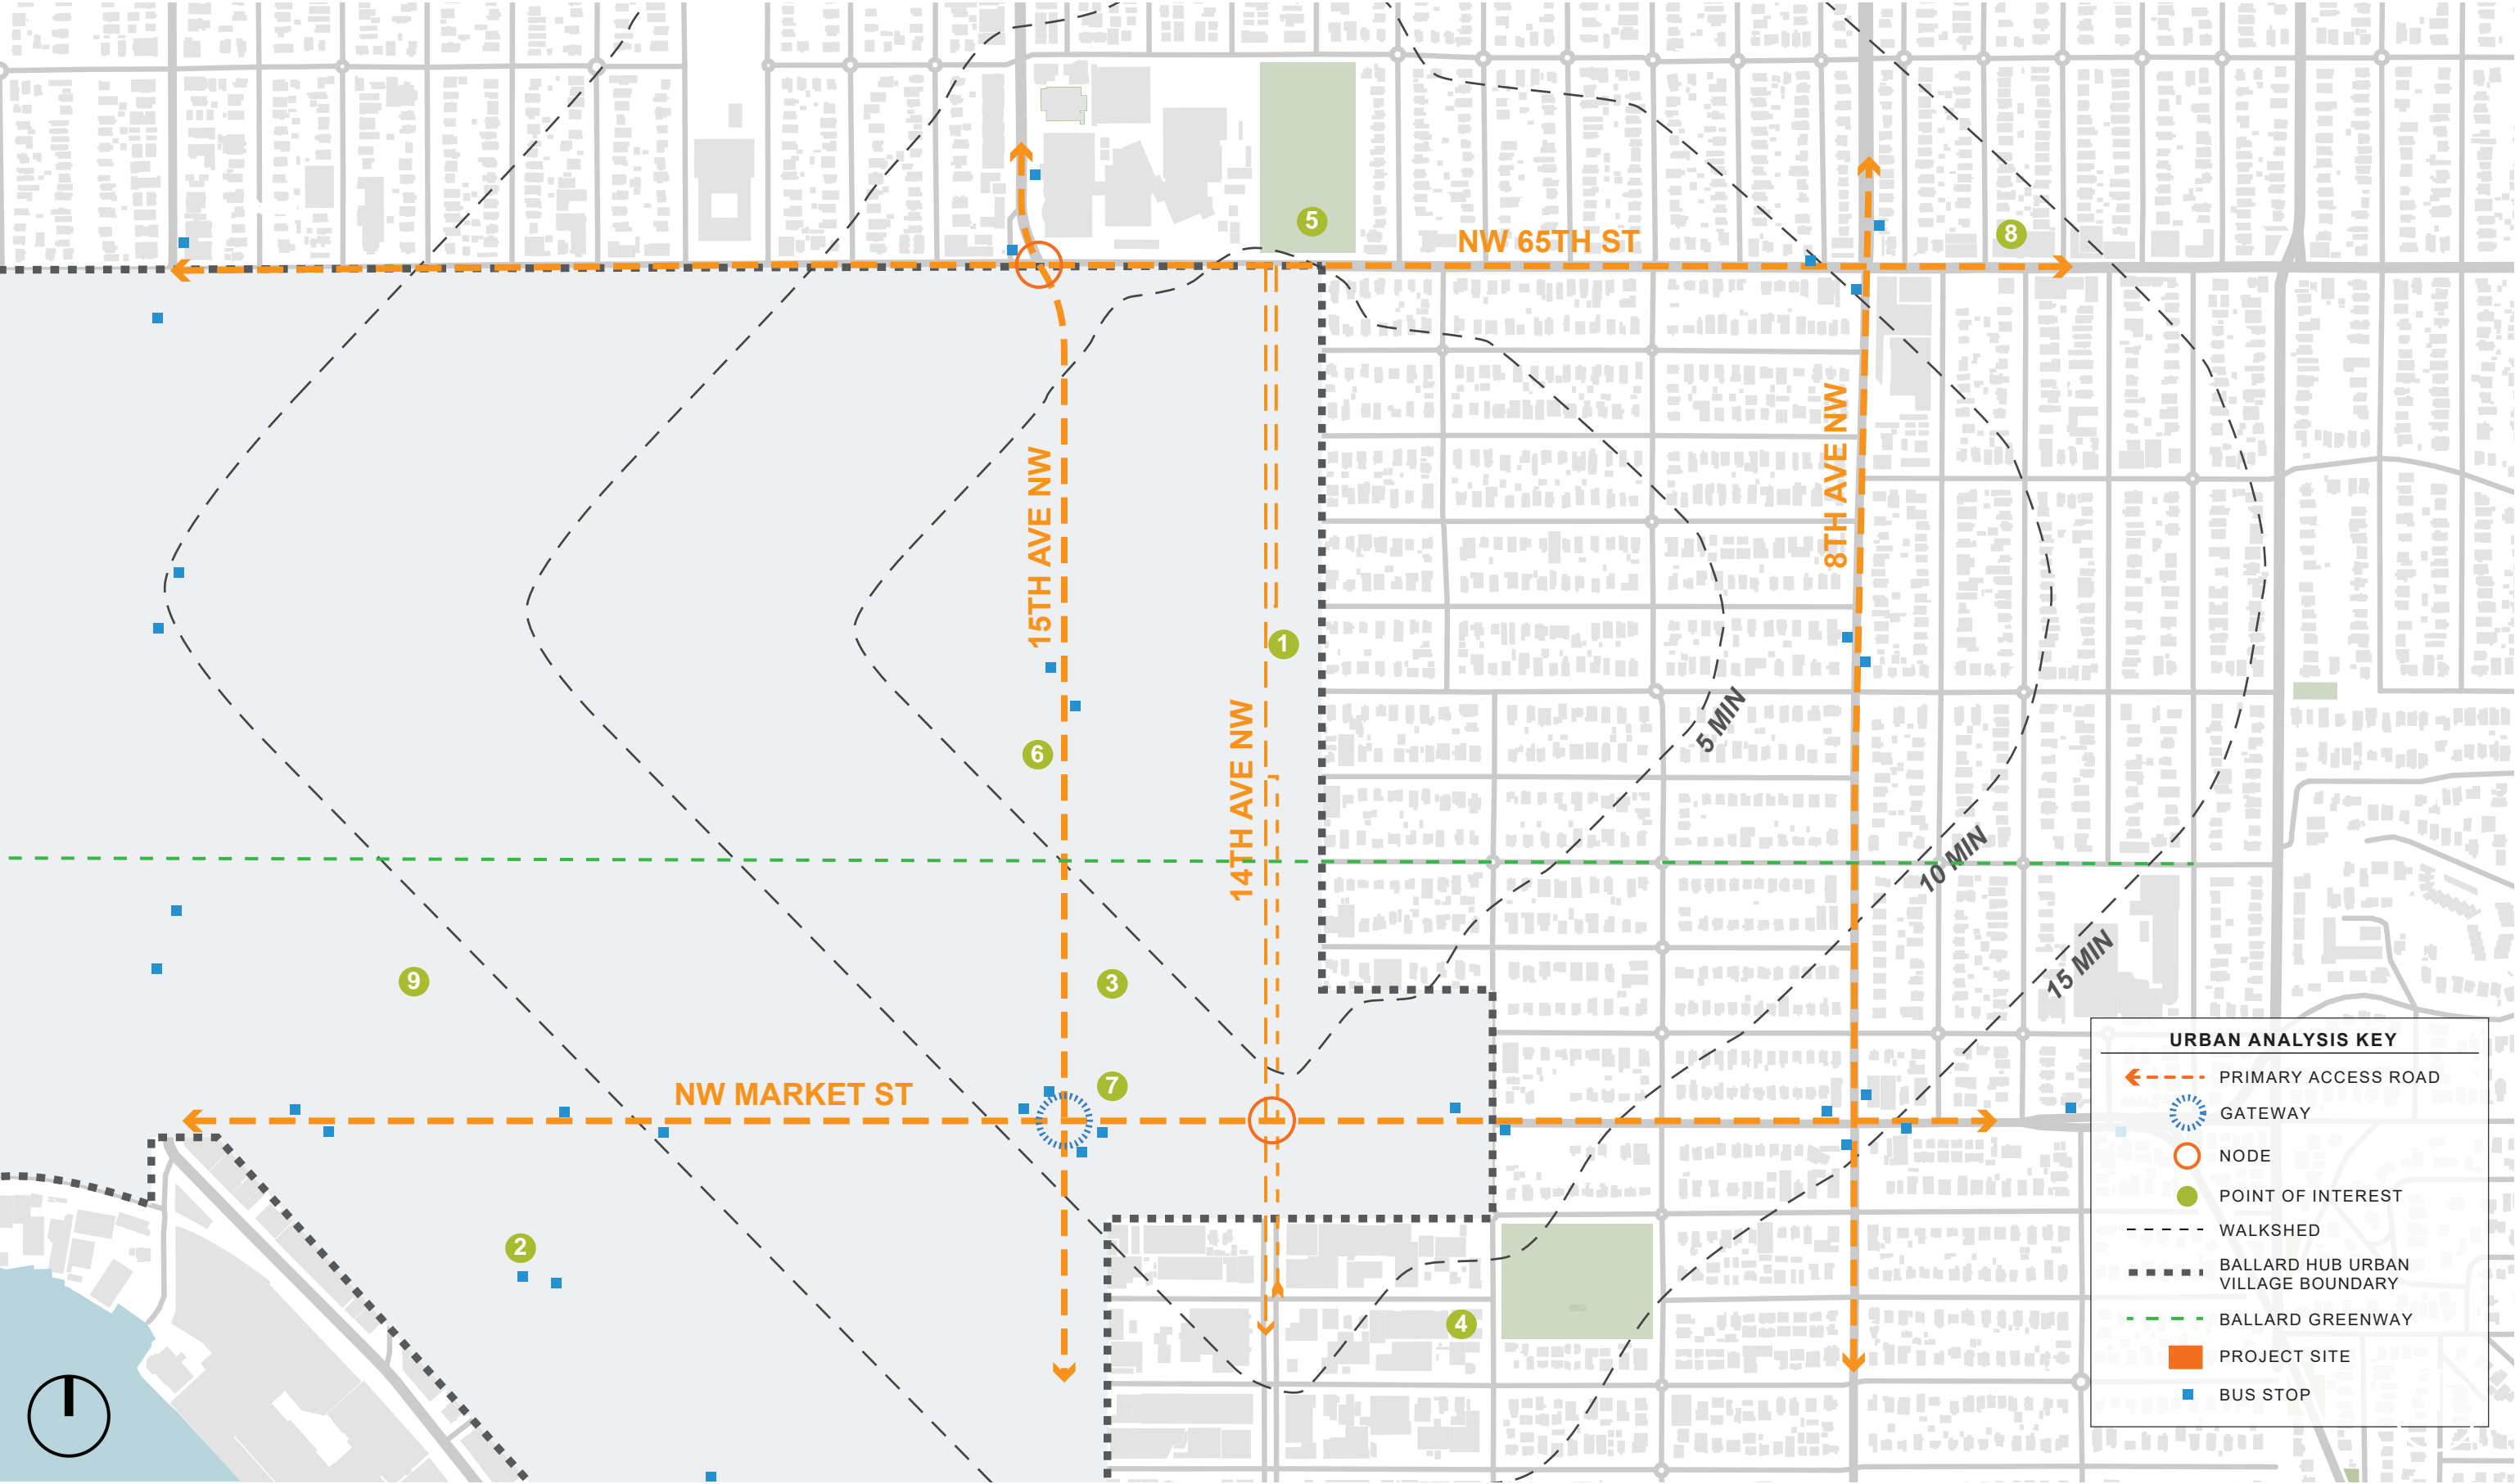 5
NW 65TH ST
8
15TH AVE NW
8TH AVE NW
1
14TH AVE NW
5 MIN
6
10 MIN
15 MIN
9
3
NW MARKET ST
7
2
4
URBAN ANALYSIS KEY
PRIMARY ACCESS ROAD
GATEWAY
NODE
POINT OF INTEREST
WALKSHED
BALLARD HUB URBAN
VILLAGE BOUNDARY
BALLARD GREENWAY
PROJECT SITE
BUS STOP